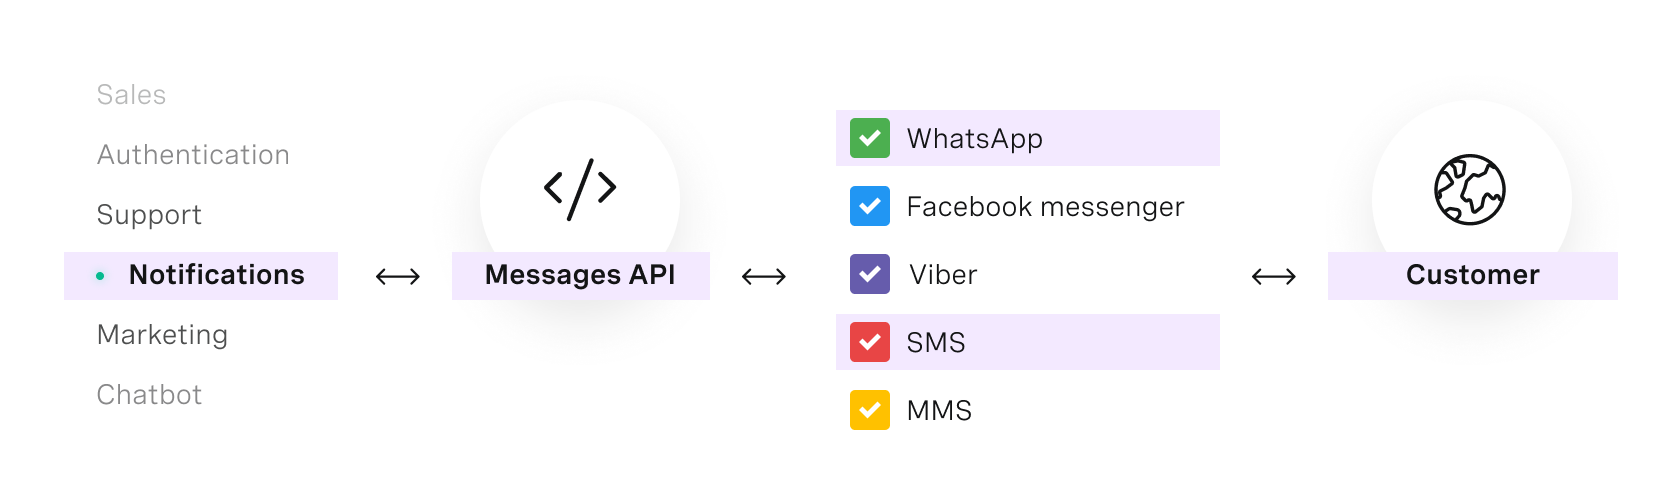 Sales
Authentication
Support
Notifications
Marketing
Chatbot
</>
Messages API
WhatsApp
Facebook messenger
Viber
SMS
MMS
Customer